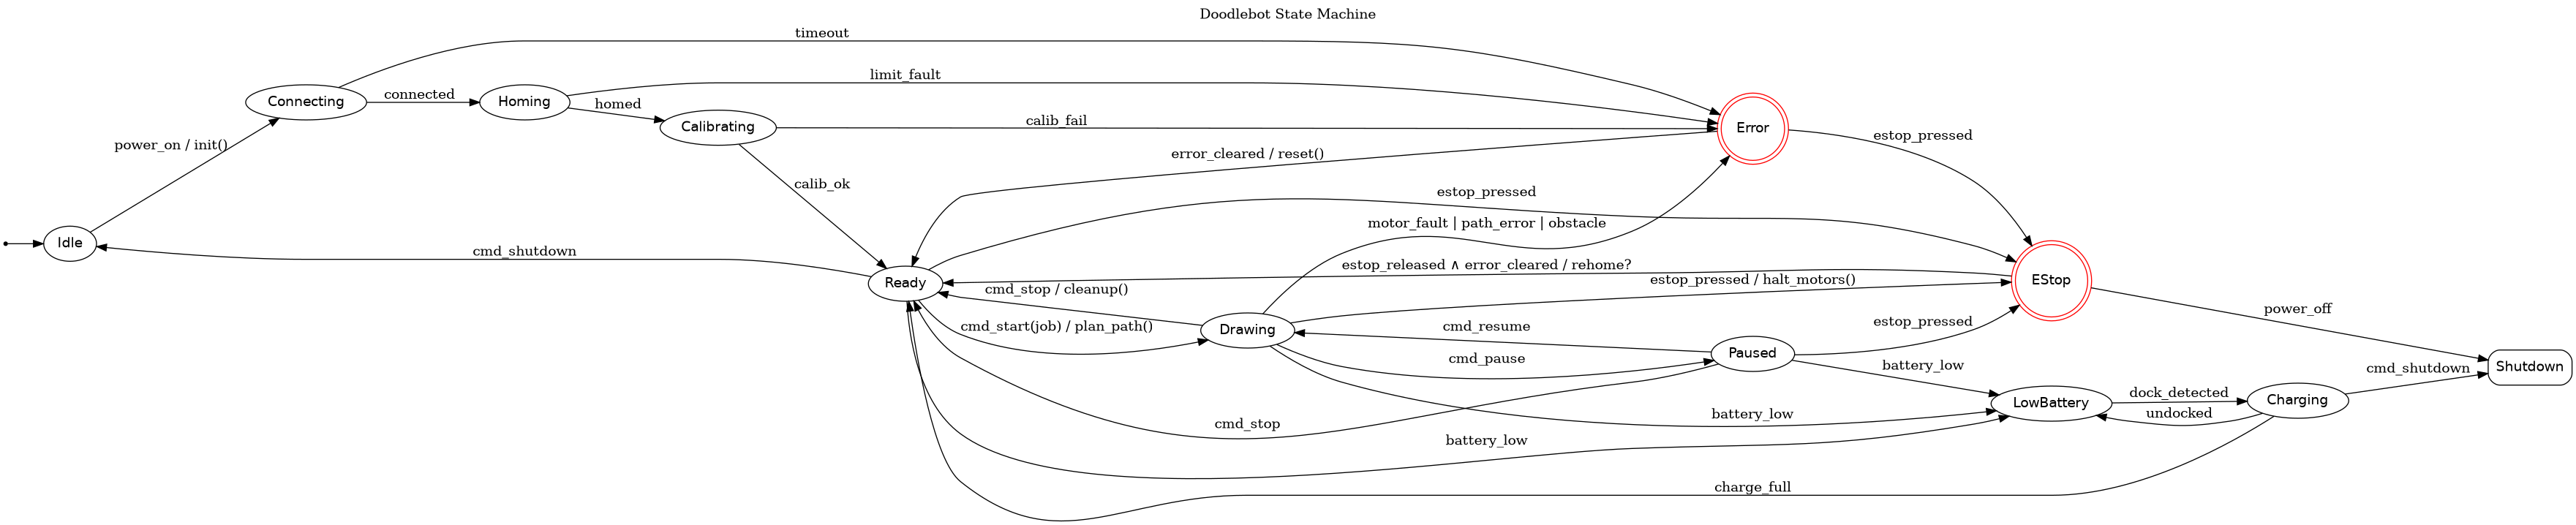 Doodlebot State Machine
timeout
limit_fault
Connecting
connected
Homing
homed
Calibrating
calib_fail
Error
estop_pressed
power_on / init()
error_cleared / reset()
calib_ok
estop_pressed
motor_fault | path_error | obstacle
Idle
cmd_shutdown
Ready
estop_released ∧ error_cleared / rehome?
estop_pressed / halt_motors()
EStop
cmd_stop / cleanup()
cmd_start(job) / plan_path()
Drawing
cmd_resume
estop_pressed
power_off
Paused
cmd_pause
battery_low
Shutdown
cmd_shutdown
dock_detected
LowBattery
Charging
undocked
battery_low
cmd_stop
battery_low
charge_full